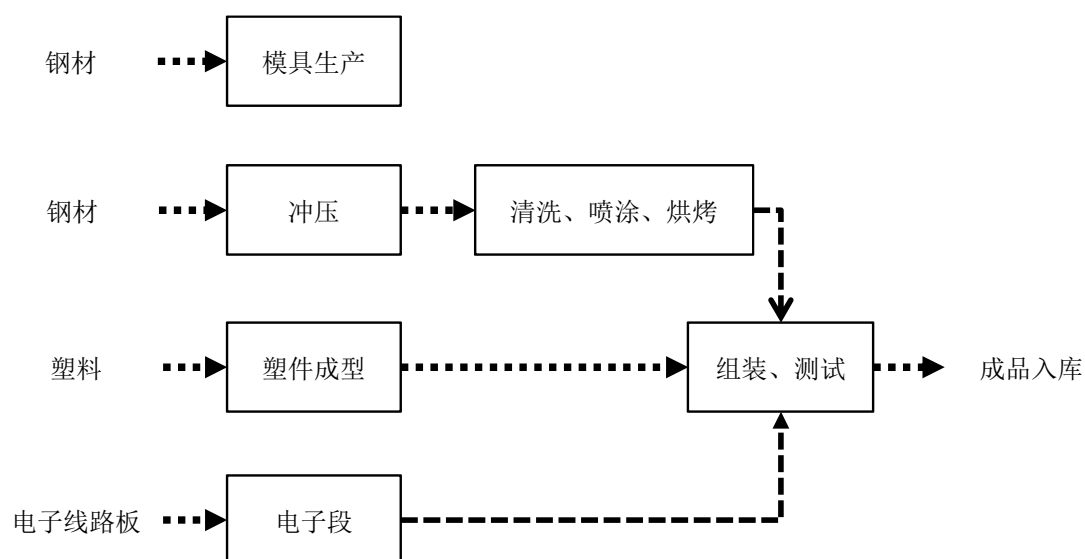 钢材
模具生产
钢材
冲压
清洗、喷涂、烘烤
塑料
塑件成型
组装、测试
成品入库
电子线路板
电子段